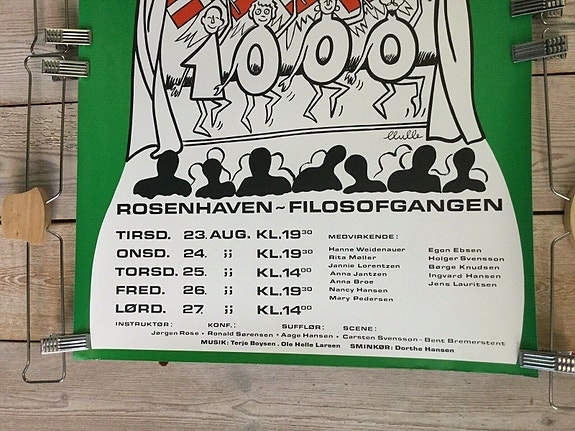 1000
ululle
ROSENHAVEN ~ FILOSOFGANGEN
TIRSD. 23. AUG. KL. 19³⁰
ONSD. 24. ;; KL. 19³⁰
TORSD. 25. ;; KL. 14⁰⁰
FRED. 26. ;; KL. 19³⁰
LØRD. 27. ;; KL. 14⁰⁰
MEDVIRKENDE:
Hanne Weidenauer
Rita Møller
Jannie Lorentzen
Anna Jantzen
Anna Broe
Nancy Hansen
Mary Pedersen
Egon Ebsen
Holger Svensson
Børge Knudsen
Ingvard Hansen
Jens Lauritsen
INSTRUKTØR: KONF.: SUFFLØR: SCENE:
Jørgen Rose • Ronald Sørensen • Aage Hansen • Carsten Svensson - Bent Bremerstent
MUSIK: Terje Boysen . Ole Helle Larsen SMINKØR: Dorthe Hansen